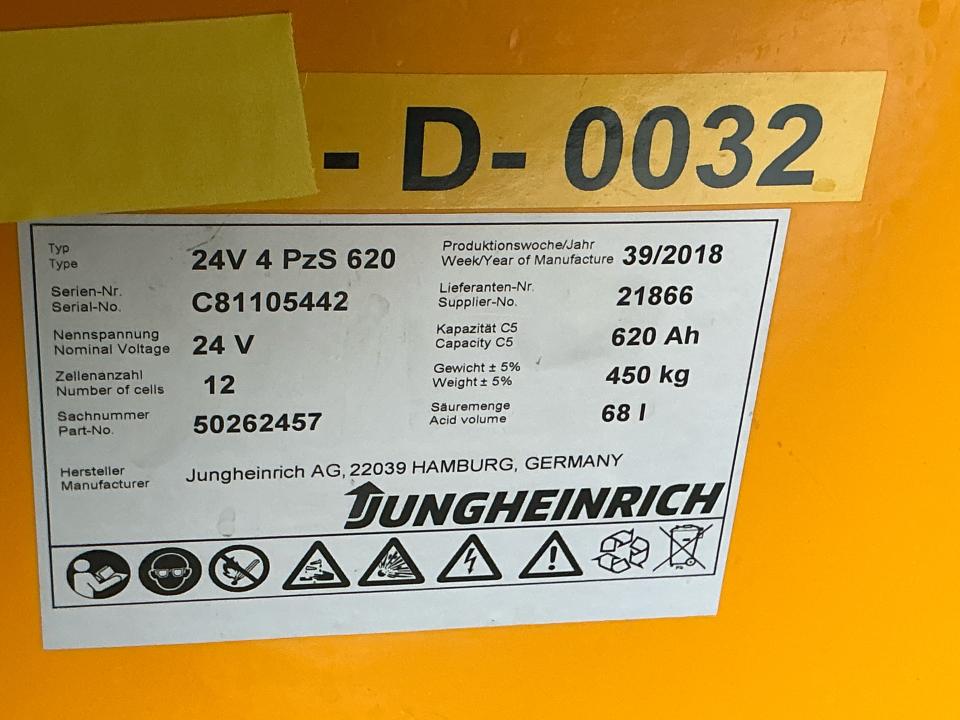 - D- 0032
Typ
Type
24V 4 PzS 620
Produktionswoche/Jahr
Week/Year of Manufacture
39/2018
Serien-Nr.
Serial-No.
C81105442
Lieferanten-Nr.
Supplier-No.
21866
Nennspannung
Nominal Voltage
24 V
Kapazität C5
Capacity C5
620 Ah
Zellenanzahl
Number of cells
12
Gewicht ± 5%
Weight ± 5%
450 kg
Sachnummer
Part-No.
50262457
Säuremenge
Acid volume
68 l
Hersteller
Manufacturer
Jungheinrich AG, 22039 HAMBURG, GERMANY
JUNGHEINRICH
Pb